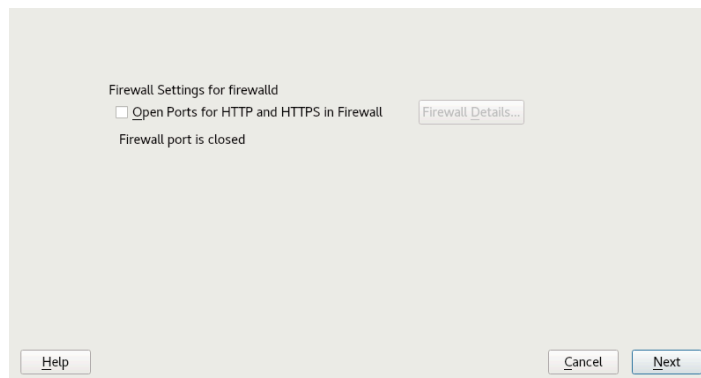 Firewall Settings for firewalld
Open Ports for HTTP and HTTPS in Firewall Firewall Details...
Firewall port is closed
Help Cancel Next